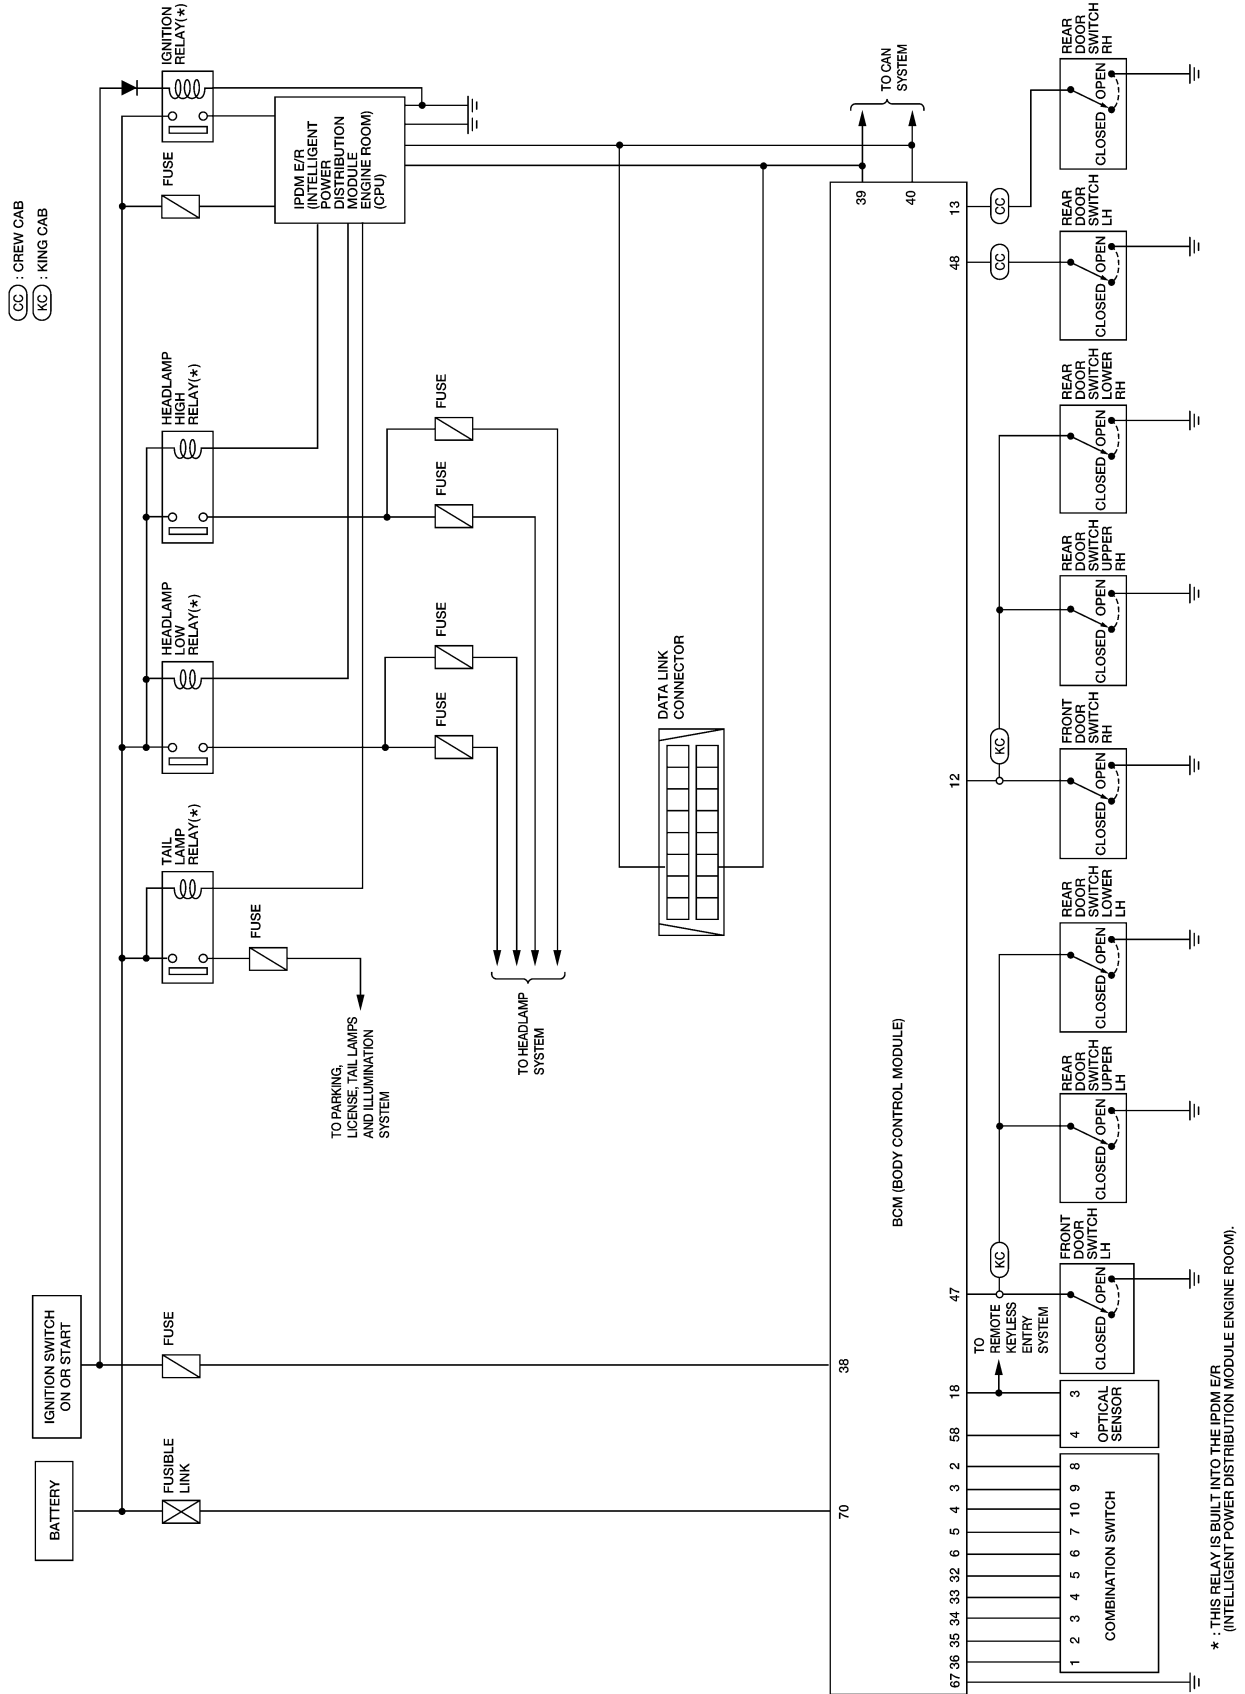 CC : CREW CAB
KC : KING CAB
BATTERY
IGNITION SWITCH
ON OR START
FUSIBLE
LINK
FUSE
TAIL
LAMP
RELAY(*)
HEADLAMP
LOW
RELAY(*)
HEADLAMP
HIGH
RELAY(*)
FUSE
IGNITION
RELAY(*)
FUSE
FUSE
FUSE
FUSE
FUSE
IPDM E/R
(INTELLIGENT
POWER
DISTRIBUTION
MODULE
ENGINE ROOM)
(CPU)
TO PARKING,
LICENSE, TAIL LAMPS
AND ILLUMINATION
SYSTEM
TO HEADLAMP
SYSTEM
DATA LINK
CONNECTOR
TO CAN
SYSTEM
70
38
39
40
BCM (BODY CONTROL MODULE)
67 36 35 34 33 32 6 5 4 3 2 58 18 47 12 48 13
TO
REMOTE
KEYLESS
ENTRY
SYSTEM
KC
KC
CC
CC
1 2 3 4 5 6 7 10 9 8
COMBINATION SWITCH
4 3
OPTICAL
SENSOR
FRONT
DOOR
SWITCH
LH
CLOSED OPEN
REAR
DOOR
SWITCH
UPPER
LH
CLOSED OPEN
REAR
DOOR
SWITCH
LOWER
LH
CLOSED OPEN
FRONT
DOOR
SWITCH
RH
CLOSED OPEN
REAR
DOOR
SWITCH
UPPER
RH
CLOSED OPEN
REAR
DOOR
SWITCH
LOWER
RH
CLOSED OPEN
REAR
DOOR
SWITCH
LH
CLOSED OPEN
REAR
DOOR
SWITCH
RH
CLOSED OPEN
* : THIS RELAY IS BUILT INTO THE IPDM E/R
(INTELLIGENT POWER DISTRIBUTION MODULE ENGINE ROOM).